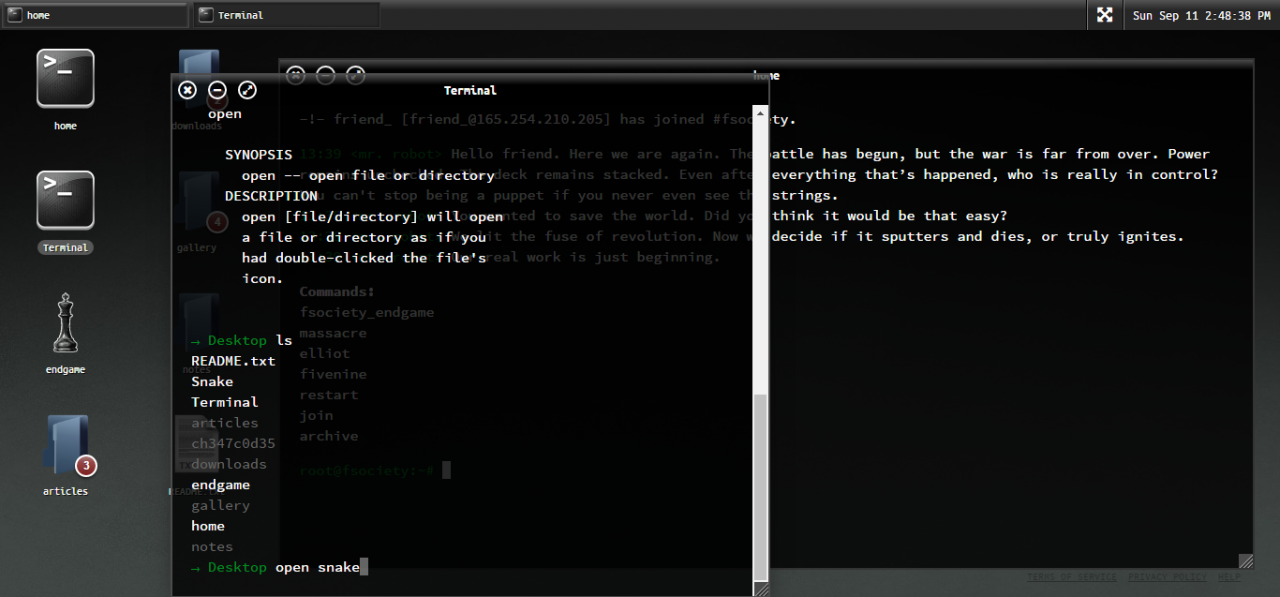 home
Terminal
Sun Sep 11 2:48:38 PM
home
Terminal
endgame
articles
3
downloads
2
gallery
4
notes
README.txt
home
-!- friend_ [friend_@165.254.210.205] has joined #fsociety.
13:39 <mr. robot> Hello friend. Here we are again. The battle has begun, but the war is far from over. Power
deck remains stacked. Even after everything that’s happened, who is really in control?
can't stop being a puppet if you never even see the strings.
wanted to save the world. Did you think it would be that easy?
lit the fuse of revolution. Now we decide if it sputters and dies, or truly ignites.
real work is just beginning.
Commands:
fsociety_endgame
massacre
elliot
fivenine
restart
join
archive
root@fsociety:~#
Terminal
open
SYNOPSIS
open -- open file or directory
DESCRIPTION
open [file/directory] will open
a file or directory as if you
had double-clicked the file's
icon.
→ Desktop ls
README.txt
Snake
Terminal
articles
ch347c0d35
downloads
endgame
gallery
home
notes
→ Desktop open snake
TERMS OF SERVICE PRIVACY POLICY HELP